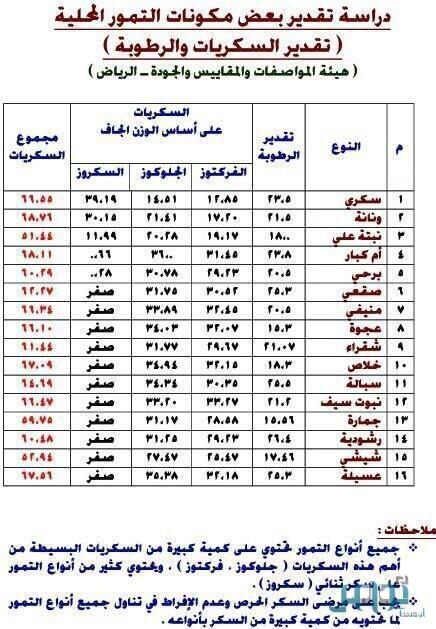 دراسة تقدير بعض مكونات التمور المحلية
( تقدير السكريات والرطوبة )
( هيئة المواصفات والمقاييس والجودة ـ الرياض )
م النوع تقدير الرطوبة السكريات على أساس الوزن الجاف مجموع السكريات
الفركتوز الجلوكوز السكروز
١ سكري ٢٣.٥ ١٢.٨٥ ١٤.٥١ ٣٩.١٩ ٦٦.٥٥
٢ ونانة ٢١.٥ ١٧.٢٠ ٢١.٤١ ٣٠.١٥ ٦٨.٧٦
٣ نبتة علي ١٨.. ١٩.١٧ ٢٠.٢٨ ١١.٩٩ ٥١.٤٤
٤ أم كبار ٢٣.٨ ٣١.٤٥ ٣٦.. ٦٦.. ٦٨.١١
٥ برحي ٢٠.٥ ٢٩.٢٣ ٣٠.٧٨ ٢٨.. ٦٠.٢٩
٦ صقعي ٢٥.٣ ٣٠.٥٢ ٣١.٧٥ صفر ٦٢.٢٧
٧ منيفي ٢٠.٥ ٣٢.٤٥ ٣٣.٨٩ صفر ٦٦.٣٤
٨ عجوة ١٥.٣ ٣٢.٠٧ ٣٤.٠٣ صفر ٦٦.١٠
٩ شقراء ٢١.٠٧ ٢٩.٦٧ ٣١.٧٧ صفر ٦١.٤٤
١٠ خلاص ١٨.٣ ٣٢.١٥ ٣٤.٩٤ صفر ٦٧.٠٩
١١ سبالة ٢٥.٥ ٣٠.٣٥ ٣٤.٣٤ صفر ٦٤.٦٩
١٢ نبوت سيف ٢١.٢ ٣٣.٢٧ ٣٣.٢٠ صفر ٦٦.٤٧
١٣ جمارة ١٥.٥٦ ٢٨.٥٨ ٣١.١٧ صفر ٥٩.٧٥
١٤ رشودية ٢٦.٤ ٢٩.٢٣ ٣١.٢٥ صفر ٦٠.٤٨
١٥ شيشي ١٧.٤٦ ٢٥.٤٧ ٢٧.٤٧ صفر ٥٢.٩٤
١٦ عسيلة ٢٥.٣ ٣٢.١٨ ٣٥.٣٨ صفر ٦٧.٥٦
ملاحظات :
جميع أنواع التمور تحتوي على كمية كبيرة من السكريات البسيطة من
أهم هذه السكريات ( جلوكوز . فركتوز ) . ويحتوي كثير من أنواع التمور
على سكر ثنائي ( سكروز ) .
على مرضى السكر الحرص وعدم الإفراط في تناول جميع أنواع التمور
لما تحتويه من كمية كبيرة من السكر بأنواعه .